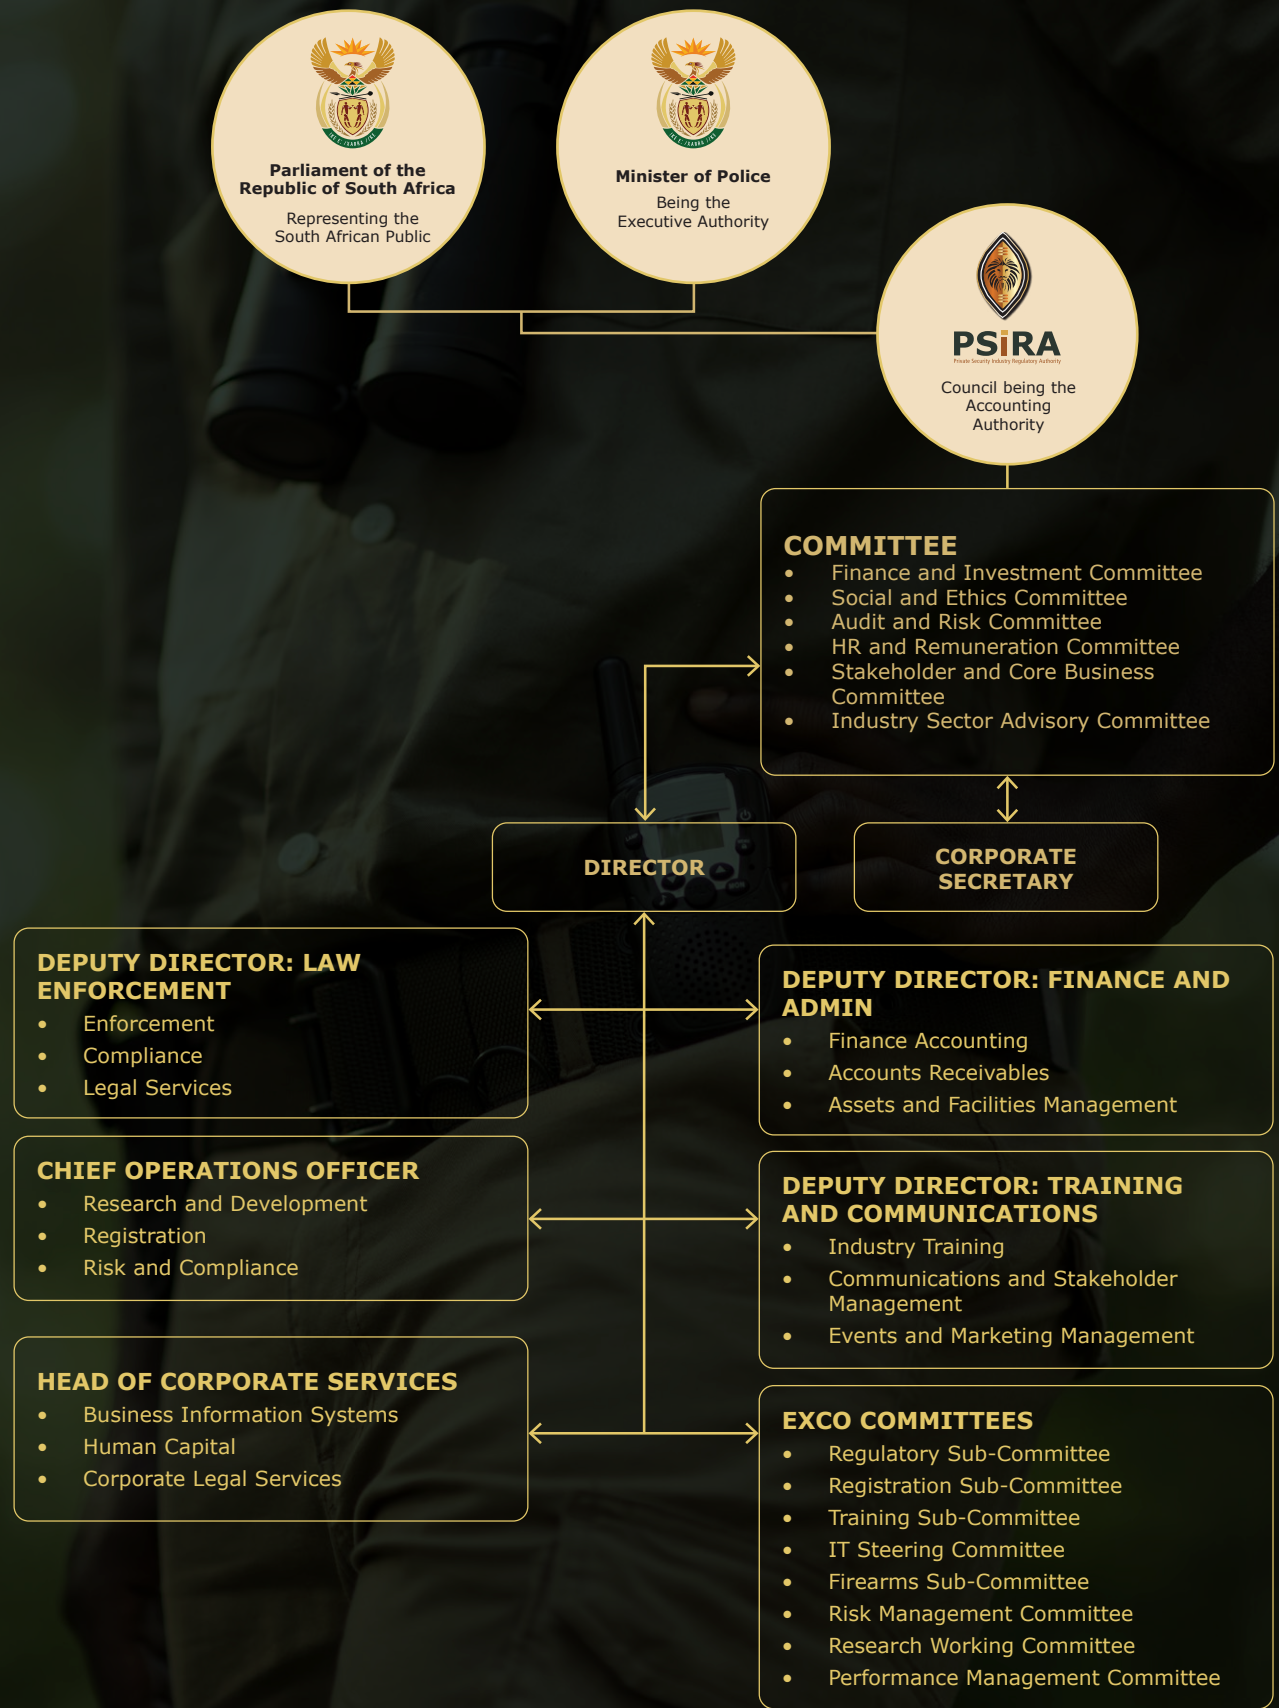 Parliament of the
Republic of South Africa
Representing the
South African Public
Minister of Police
Being the
Executive Authority
PSiRA
Private Security Industry Regulatory Authority
Council being the
Accounting
Authority
COMMITTEE
• Finance and Investment Committee
• Social and Ethics Committee
• Audit and Risk Committee
• HR and Remuneration Committee
• Stakeholder and Core Business
Committee
• Industry Sector Advisory Committee
DIRECTOR
CORPORATE
SECRETARY
DEPUTY DIRECTOR: LAW
ENFORCEMENT
• Enforcement
• Compliance
• Legal Services
DEPUTY DIRECTOR: FINANCE AND
ADMIN
• Finance Accounting
• Accounts Receivables
• Assets and Facilities Management
CHIEF OPERATIONS OFFICER
• Research and Development
• Registration
• Risk and Compliance
DEPUTY DIRECTOR: TRAINING
AND COMMUNICATIONS
• Industry Training
• Communications and Stakeholder
Management
• Events and Marketing Management
HEAD OF CORPORATE SERVICES
• Business Information Systems
• Human Capital
• Corporate Legal Services
EXCO COMMITTEES
• Regulatory Sub-Committee
• Registration Sub-Committee
• Training Sub-Committee
• IT Steering Committee
• Firearms Sub-Committee
• Risk Management Committee
• Research Working Committee
• Performance Management Committee